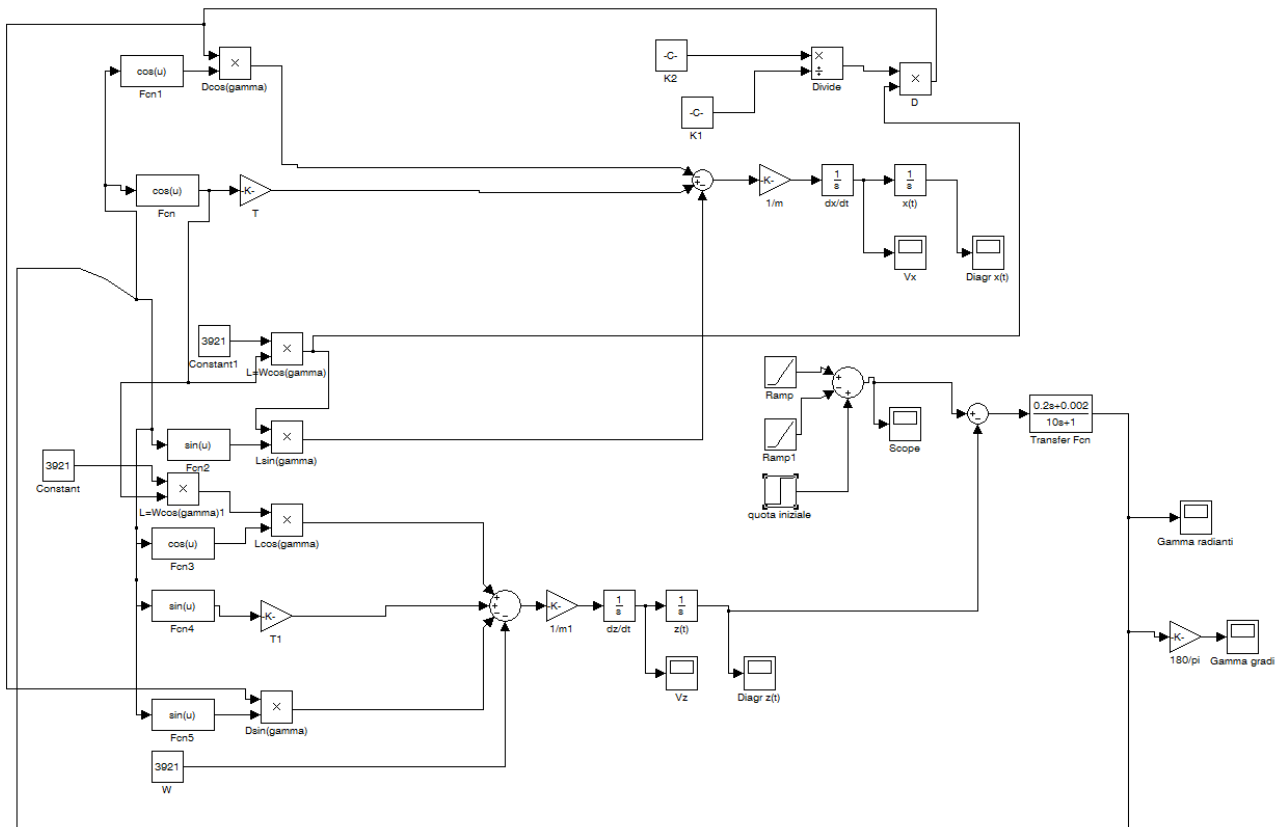 cos(u)
Fcn1
×
Dcos(gamma)
-C-
K2
×
÷
Divide
×
D
-C-
K1
cos(u)
Fcn
-K-
T
−
+
−
-K-
1/m
1
s
dx/dt
1
s
x(t)
Vx
Diagr x(t)
3921
Constant1
×
L=Wcos(gamma)
Ramp
+
−
+
Ramp1
quota iniziale
Scope
+
−
0.2s+0.002
10s+1
Transfer Fcn
sin(u)
Fcn2
×
Lsin(gamma)
3921
Constant
×
L=Wcos(gamma)1
×
Lcos(gamma)
cos(u)
Fcn3
sin(u)
Fcn4
-K-
T1
+
+
−
−
-K-
1/m1
1
s
dz/dt
1
s
z(t)
Vz
Diagr z(t)
Gamma radianti
-K-
180/pi
Gamma gradi
sin(u)
Fcn5
×
Dsin(gamma)
3921
W